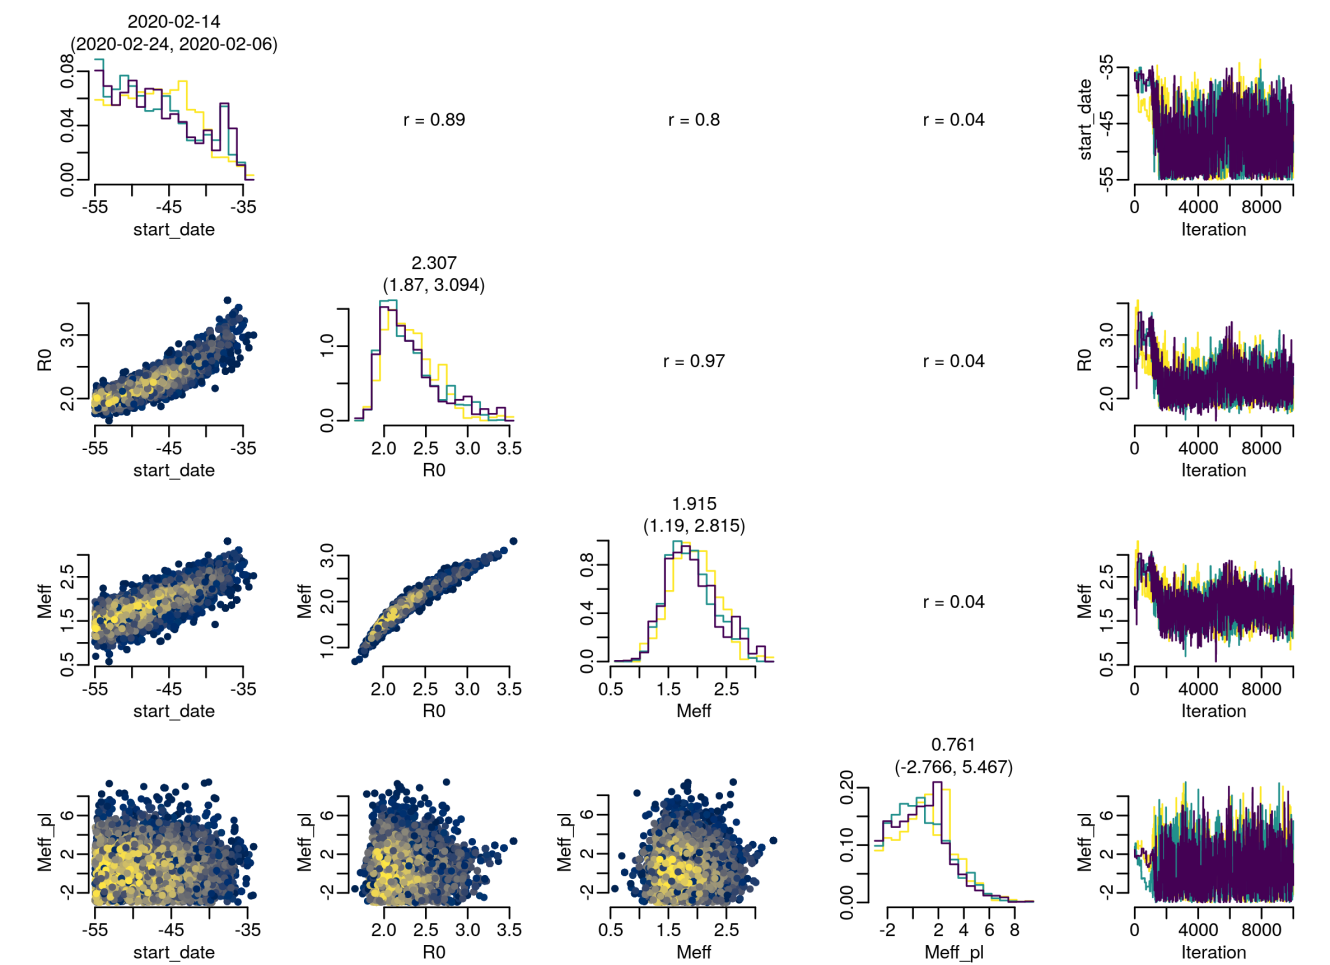 2020-02-14
(2020-02-24, 2020-02-06)
0.00 0.04 0.08
-55 -45 -35
start_date
r = 0.89
r = 0.8
r = 0.04
start_date
-55 -45 -35
0 4000 8000
Iteration
R0
2.0 3.0
-55 -45 -35
start_date
2.307
(1.87, 3.094)
0.0 1.0
2.0 2.5 3.0 3.5
R0
r = 0.97
r = 0.04
R0
2.0 3.0
0 4000 8000
Iteration
Meff
0.5 1.5 2.5
-55 -45 -35
start_date
Meff
1.0 2.0 3.0
2.0 2.5 3.0 3.5
R0
1.915
(1.19, 2.815)
0.0 0.4 0.8
0.5 1.5 2.5
Meff
r = 0.04
Meff
0.5 1.5 2.5
0 4000 8000
Iteration
Meff_pl
-2 2 6
-55 -45 -35
start_date
Meff_pl
-2 2 6
2.0 2.5 3.0 3.5
R0
Meff_pl
-2 2 6
0.5 1.5 2.5
Meff
0.761
(-2.766, 5.467)
0.00 0.10 0.20
-2 2 4 6 8
Meff_pl
Meff_pl
-2 2 6
0 4000 8000
Iteration